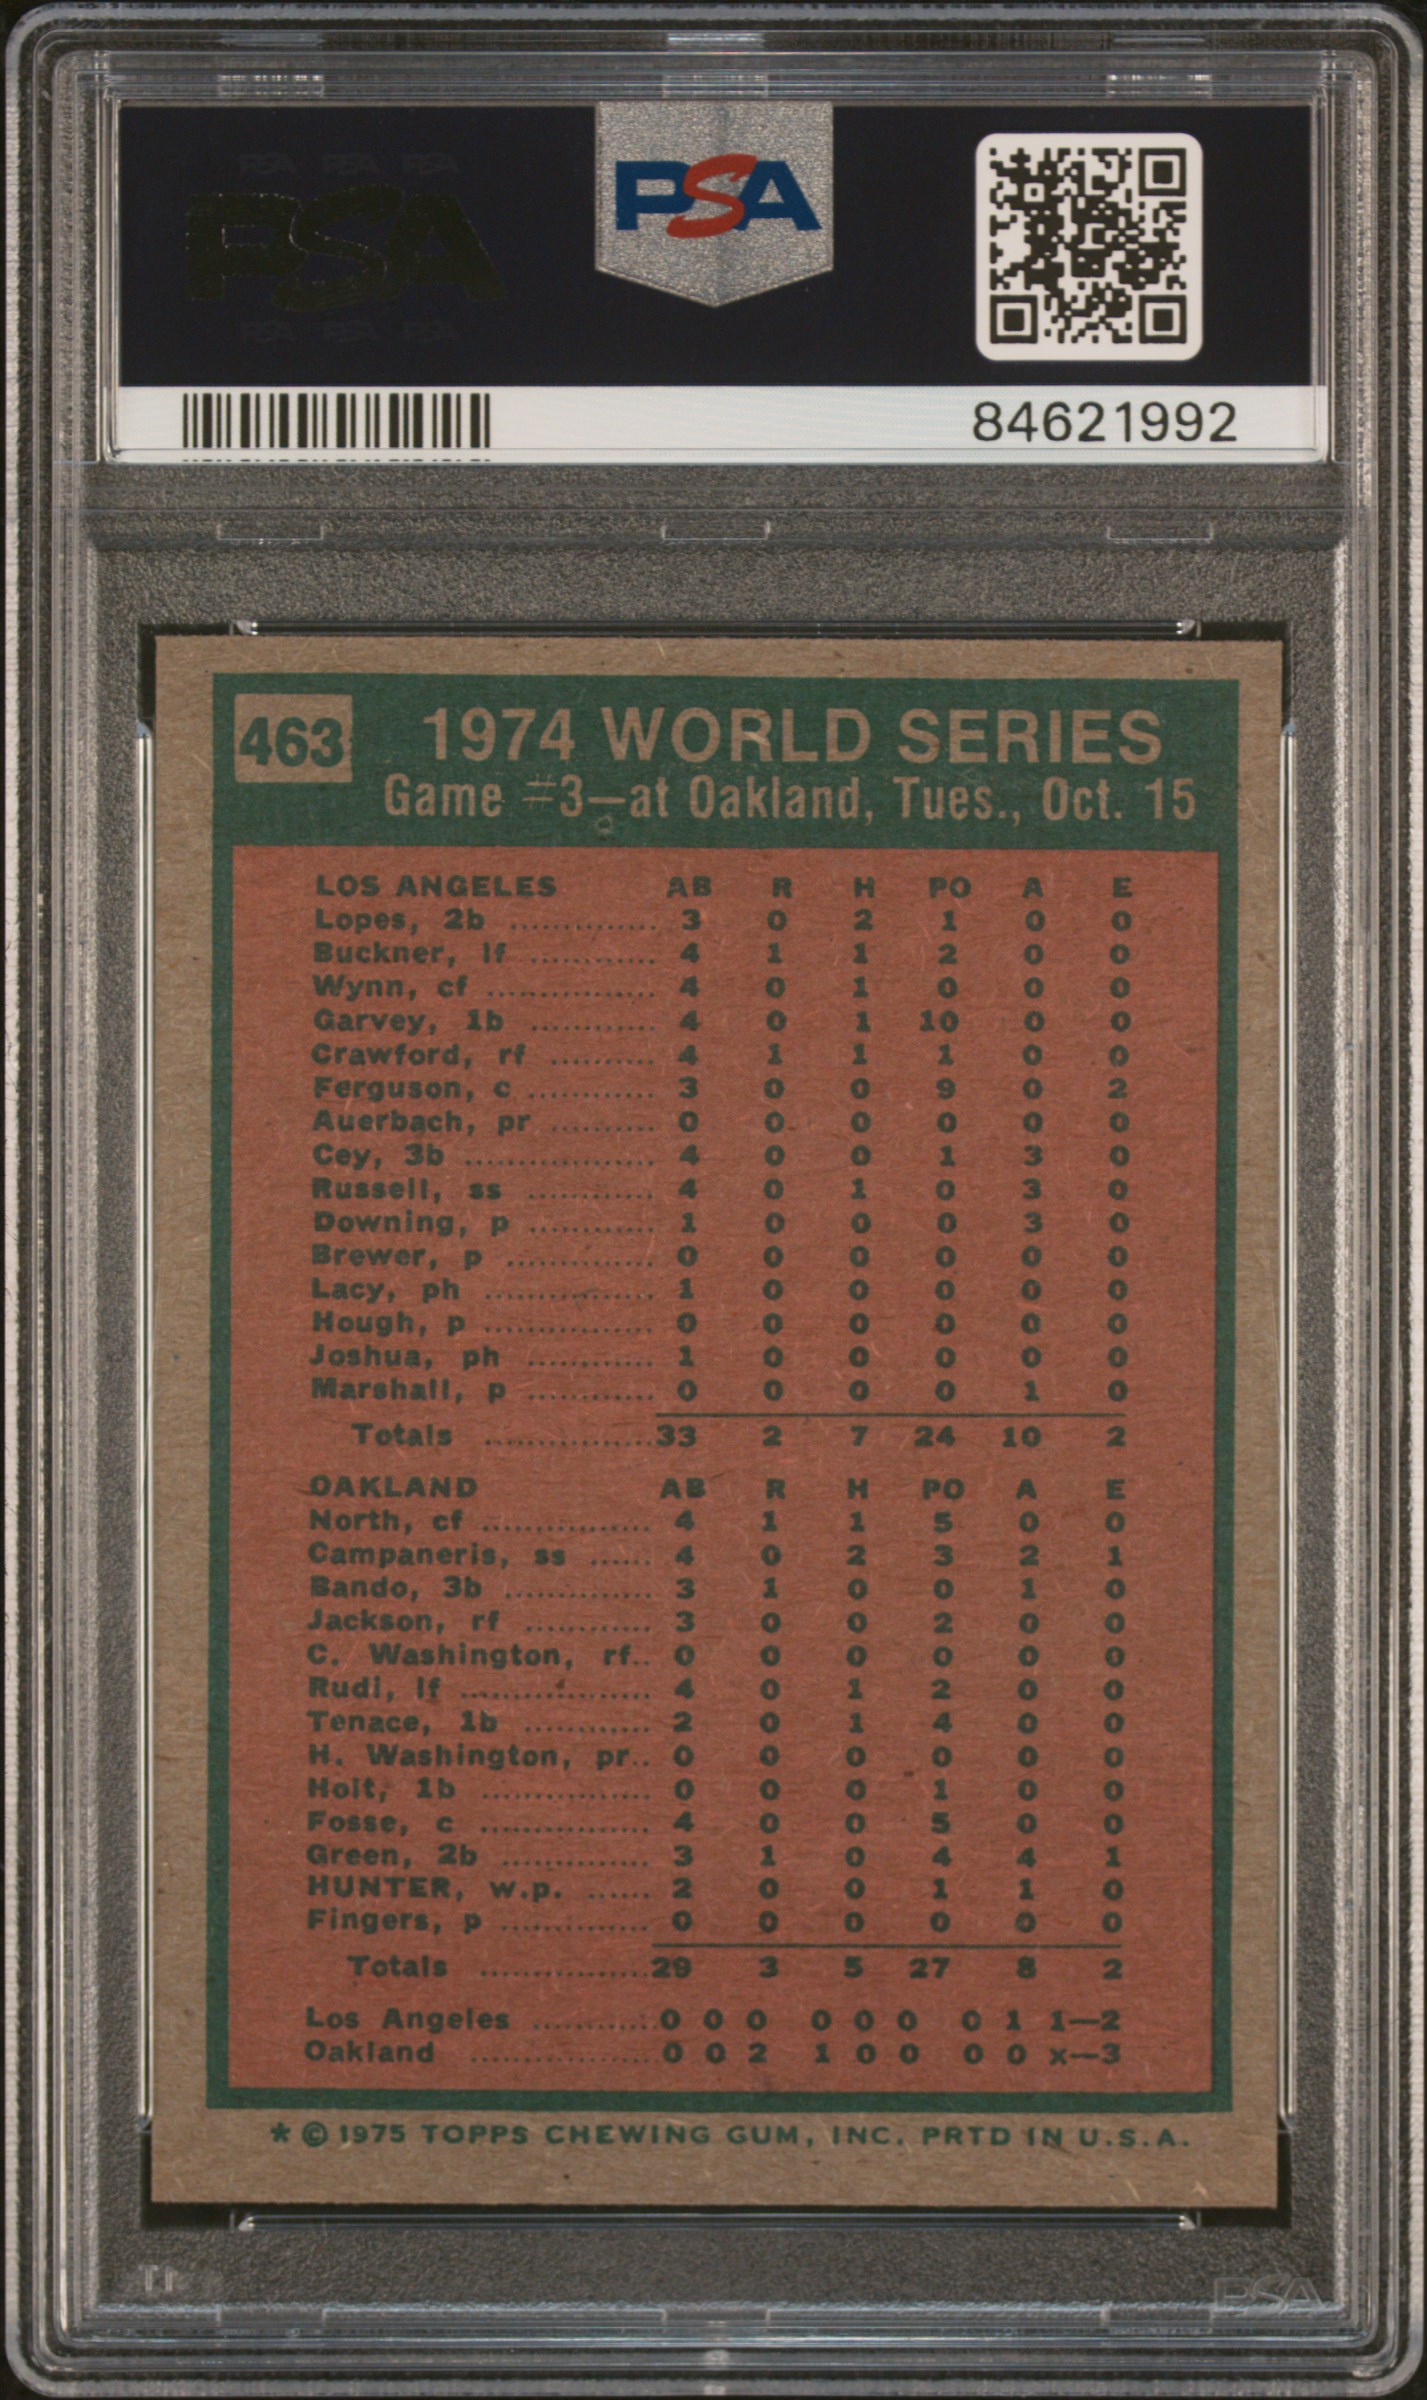 PSA PSA PSA
PSA
PSA PSA PSA
PSA
84621992
463
1974 WORLD SERIES
Game #3—at Oakland, Tues., Oct. 15
LOS ANGELES AB R H PO A E
Lopes, 2b .............. 3 0 2 1 0 0
Buckner, lf ............ 4 1 1 2 0 0
Wynn, cf ................ 4 0 1 0 0 0
Garvey, 1b ............ 4 0 1 10 0 0
Crawford, rf .......... 4 1 1 1 0 0
Ferguson, c ............ 3 0 0 9 0 2
Auerbach, pr .......... 0 0 0 0 0 0
Cey, 3b .................. 4 0 0 1 3 0
Russell, ss ............ 4 0 1 0 3 0
Downing, p ............ 1 0 0 0 3 0
Brewer, p .............. 0 0 0 0 0 0
Lacy, ph ................ 1 0 0 0 0 0
Hough, p ................ 0 0 0 0 0 0
Joshua, ph ............ 1 0 0 0 0 0
Marshall, p ............ 0 0 0 0 1 0
Totals ................33 2 7 24 10 2
OAKLAND AB R H PO A E
North, cf ................ 4 1 1 5 0 0
Campaneris, ss ...... 4 0 2 3 2 1
Bando, 3b .............. 3 1 0 0 1 0
Jackson, rf ............ 3 0 0 2 0 0
C. Washington, rf.. 0 0 0 0 0 0
Rudi, lf .................. 4 0 1 2 0 0
Tenace, 1b ............ 2 0 1 4 0 0
H. Washington, pr.. 0 0 0 0 0 0
Holt, 1b ................ 0 0 0 1 0 0
Fosse, c ................ 4 0 0 5 0 0
Green, 2b .............. 3 1 0 4 4 1
HUNTER, w.p. ...... 2 0 0 1 1 0
Fingers, p .............. 0 0 0 0 0 0
Totals ................29 3 5 27 8 2
Los Angeles ............0 0 0 0 0 0 0 1 1—2
Oakland ..................0 0 2 1 0 0 0 0 x—3
* © 1975 TOPPS CHEWING GUM, INC. PRTD IN U.S.A.
PSA